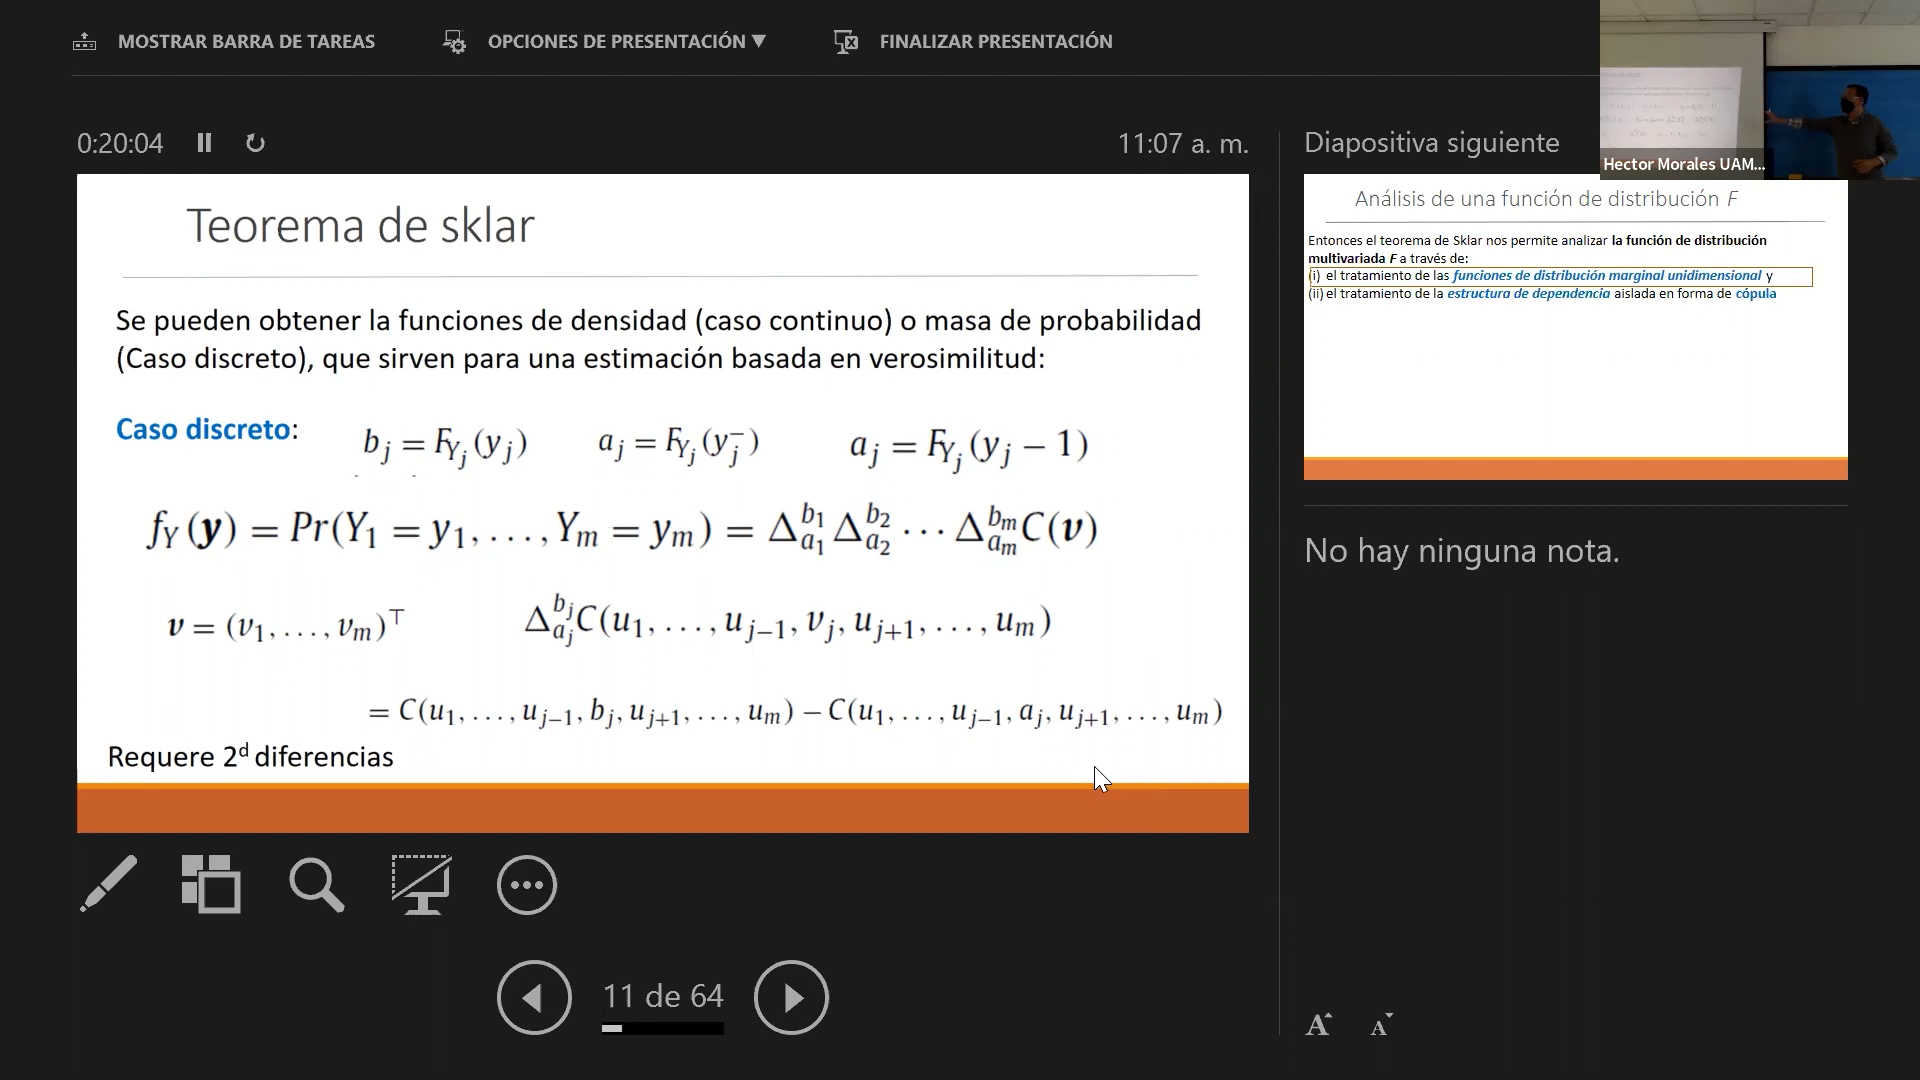 MOSTRAR BARRA DE TAREAS
OPCIONES DE PRESENTACIÓN ▼
FINALIZAR PRESENTACIÓN
Hector Morales UAM...
0:20:04
11:07 a. m.
Teorema de sklar
Se pueden obtener la funciones de densidad (caso continuo) o masa de probabilidad
(Caso discreto), que sirven para una estimación basada en verosimilitud:
Caso discreto: b_j = F_{Y_j}(y_j) a_j = F_{Y_j}(y_j^-) a_j = F_{Y_j}(y_j − 1)
f_Y(y) = Pr(Y_1 = y_1, . . . , Y_m = y_m) = Δ_{a_1}^{b_1} Δ_{a_2}^{b_2} · · · Δ_{a_m}^{b_m} C(v)
v = (v_1, . . . , v_m)^⊤ Δ_{a_j}^{b_j} C(u_1, . . . , u_{j−1}, v_j, u_{j+1}, . . . , u_m)
= C(u_1, . . . , u_{j−1}, b_j, u_{j+1}, . . . , u_m) − C(u_1, . . . , u_{j−1}, a_j, u_{j+1}, . . . , u_m)
Requere 2^d diferencias
11 de 64
Diapositiva siguiente
Análisis de una función de distribución F
Entonces el teorema de Sklar nos permite analizar la función de distribución
multivariada F a través de:
(i) el tratamiento de las funciones de distribución marginal unidimensional y
(ii) el tratamiento de la estructura de dependencia aislada en forma de cópula
No hay ninguna nota.
A A